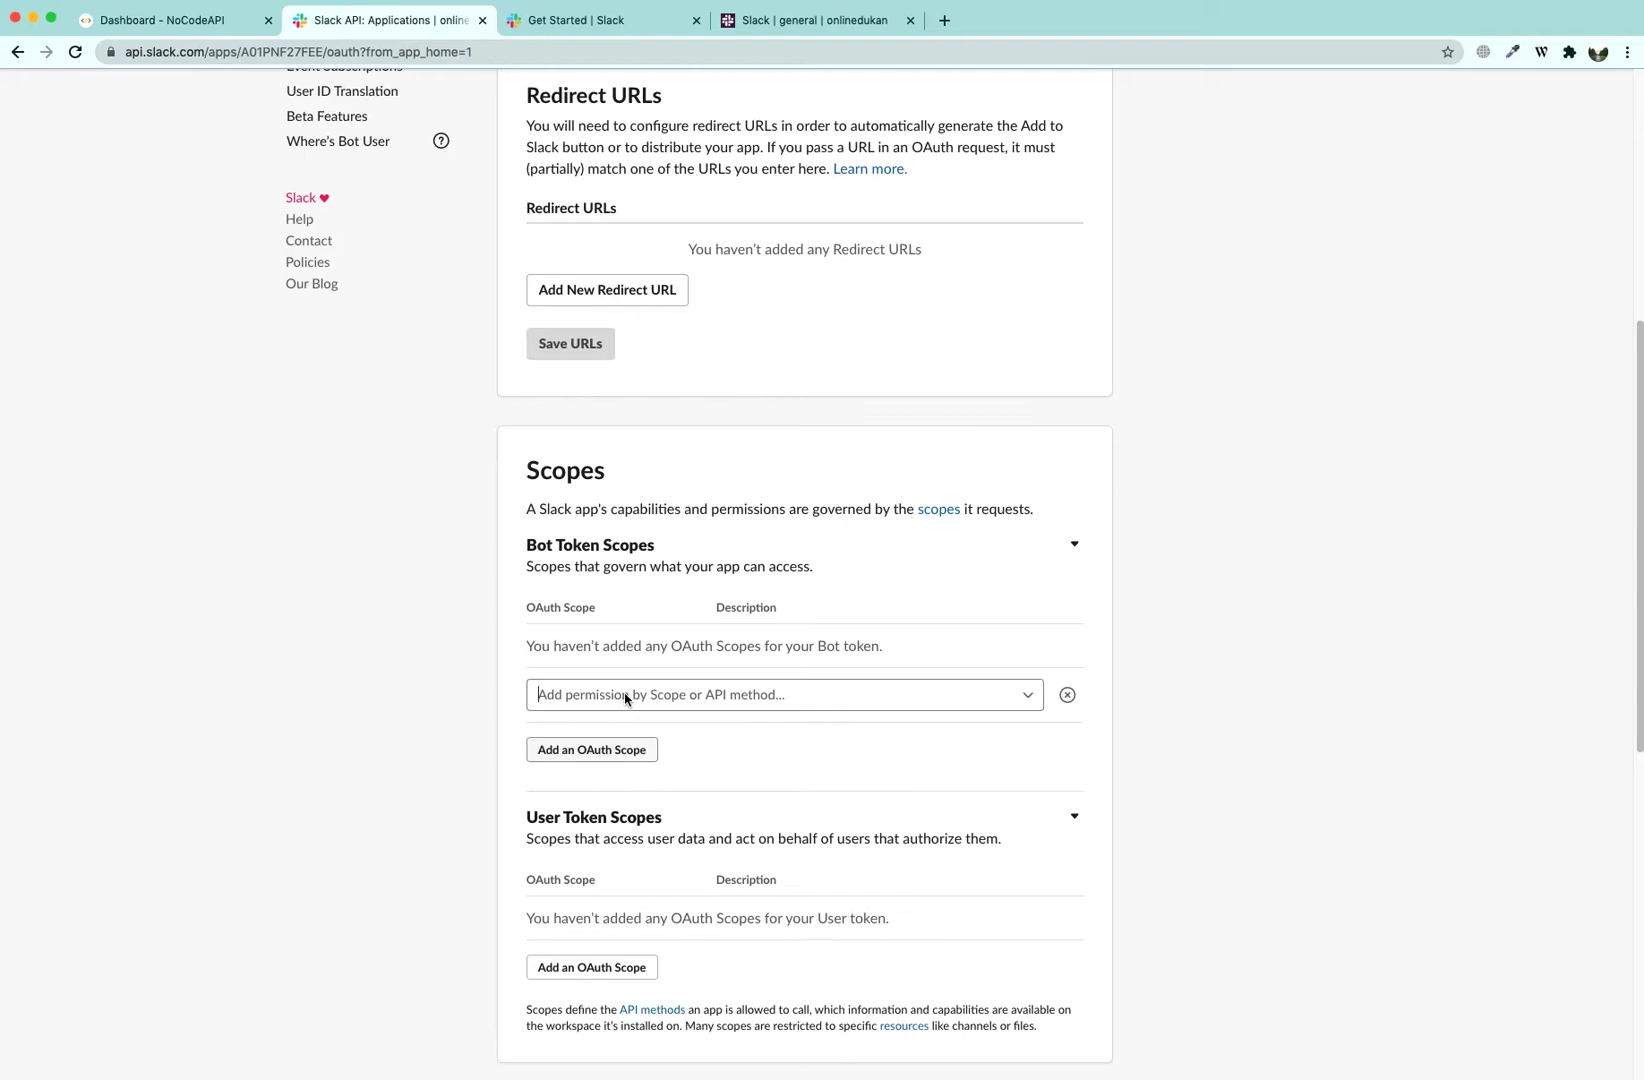 Dashboard - NoCodeAPI
Slack API: Applications | online
Get Started | Slack
Slack | general | onlinedukan
api.slack.com/apps/A01PNF27FEE/oauth?from_app_home=1
Event Subscriptions
User ID Translation
Beta Features
Where's Bot User
Slack
Help
Contact
Policies
Our Blog
Redirect URLs
You will need to configure redirect URLs in order to automatically generate the Add to
Slack button or to distribute your app. If you pass a URL in an OAuth request, it must
(partially) match one of the URLs you enter here. Learn more.
Redirect URLs
You haven't added any Redirect URLs
Add New Redirect URL
Save URLs
Scopes
A Slack app's capabilities and permissions are governed by the scopes it requests.
Bot Token Scopes
Scopes that govern what your app can access.
OAuth Scope Description
You haven't added any OAuth Scopes for your Bot token.
Add permission by Scope or API method...
Add an OAuth Scope
User Token Scopes
Scopes that access user data and act on behalf of users that authorize them.
OAuth Scope Description
You haven't added any OAuth Scopes for your User token.
Add an OAuth Scope
Scopes define the API methods an app is allowed to call, which information and capabilities are available on
the workspace it's installed on. Many scopes are restricted to specific resources like channels or files.